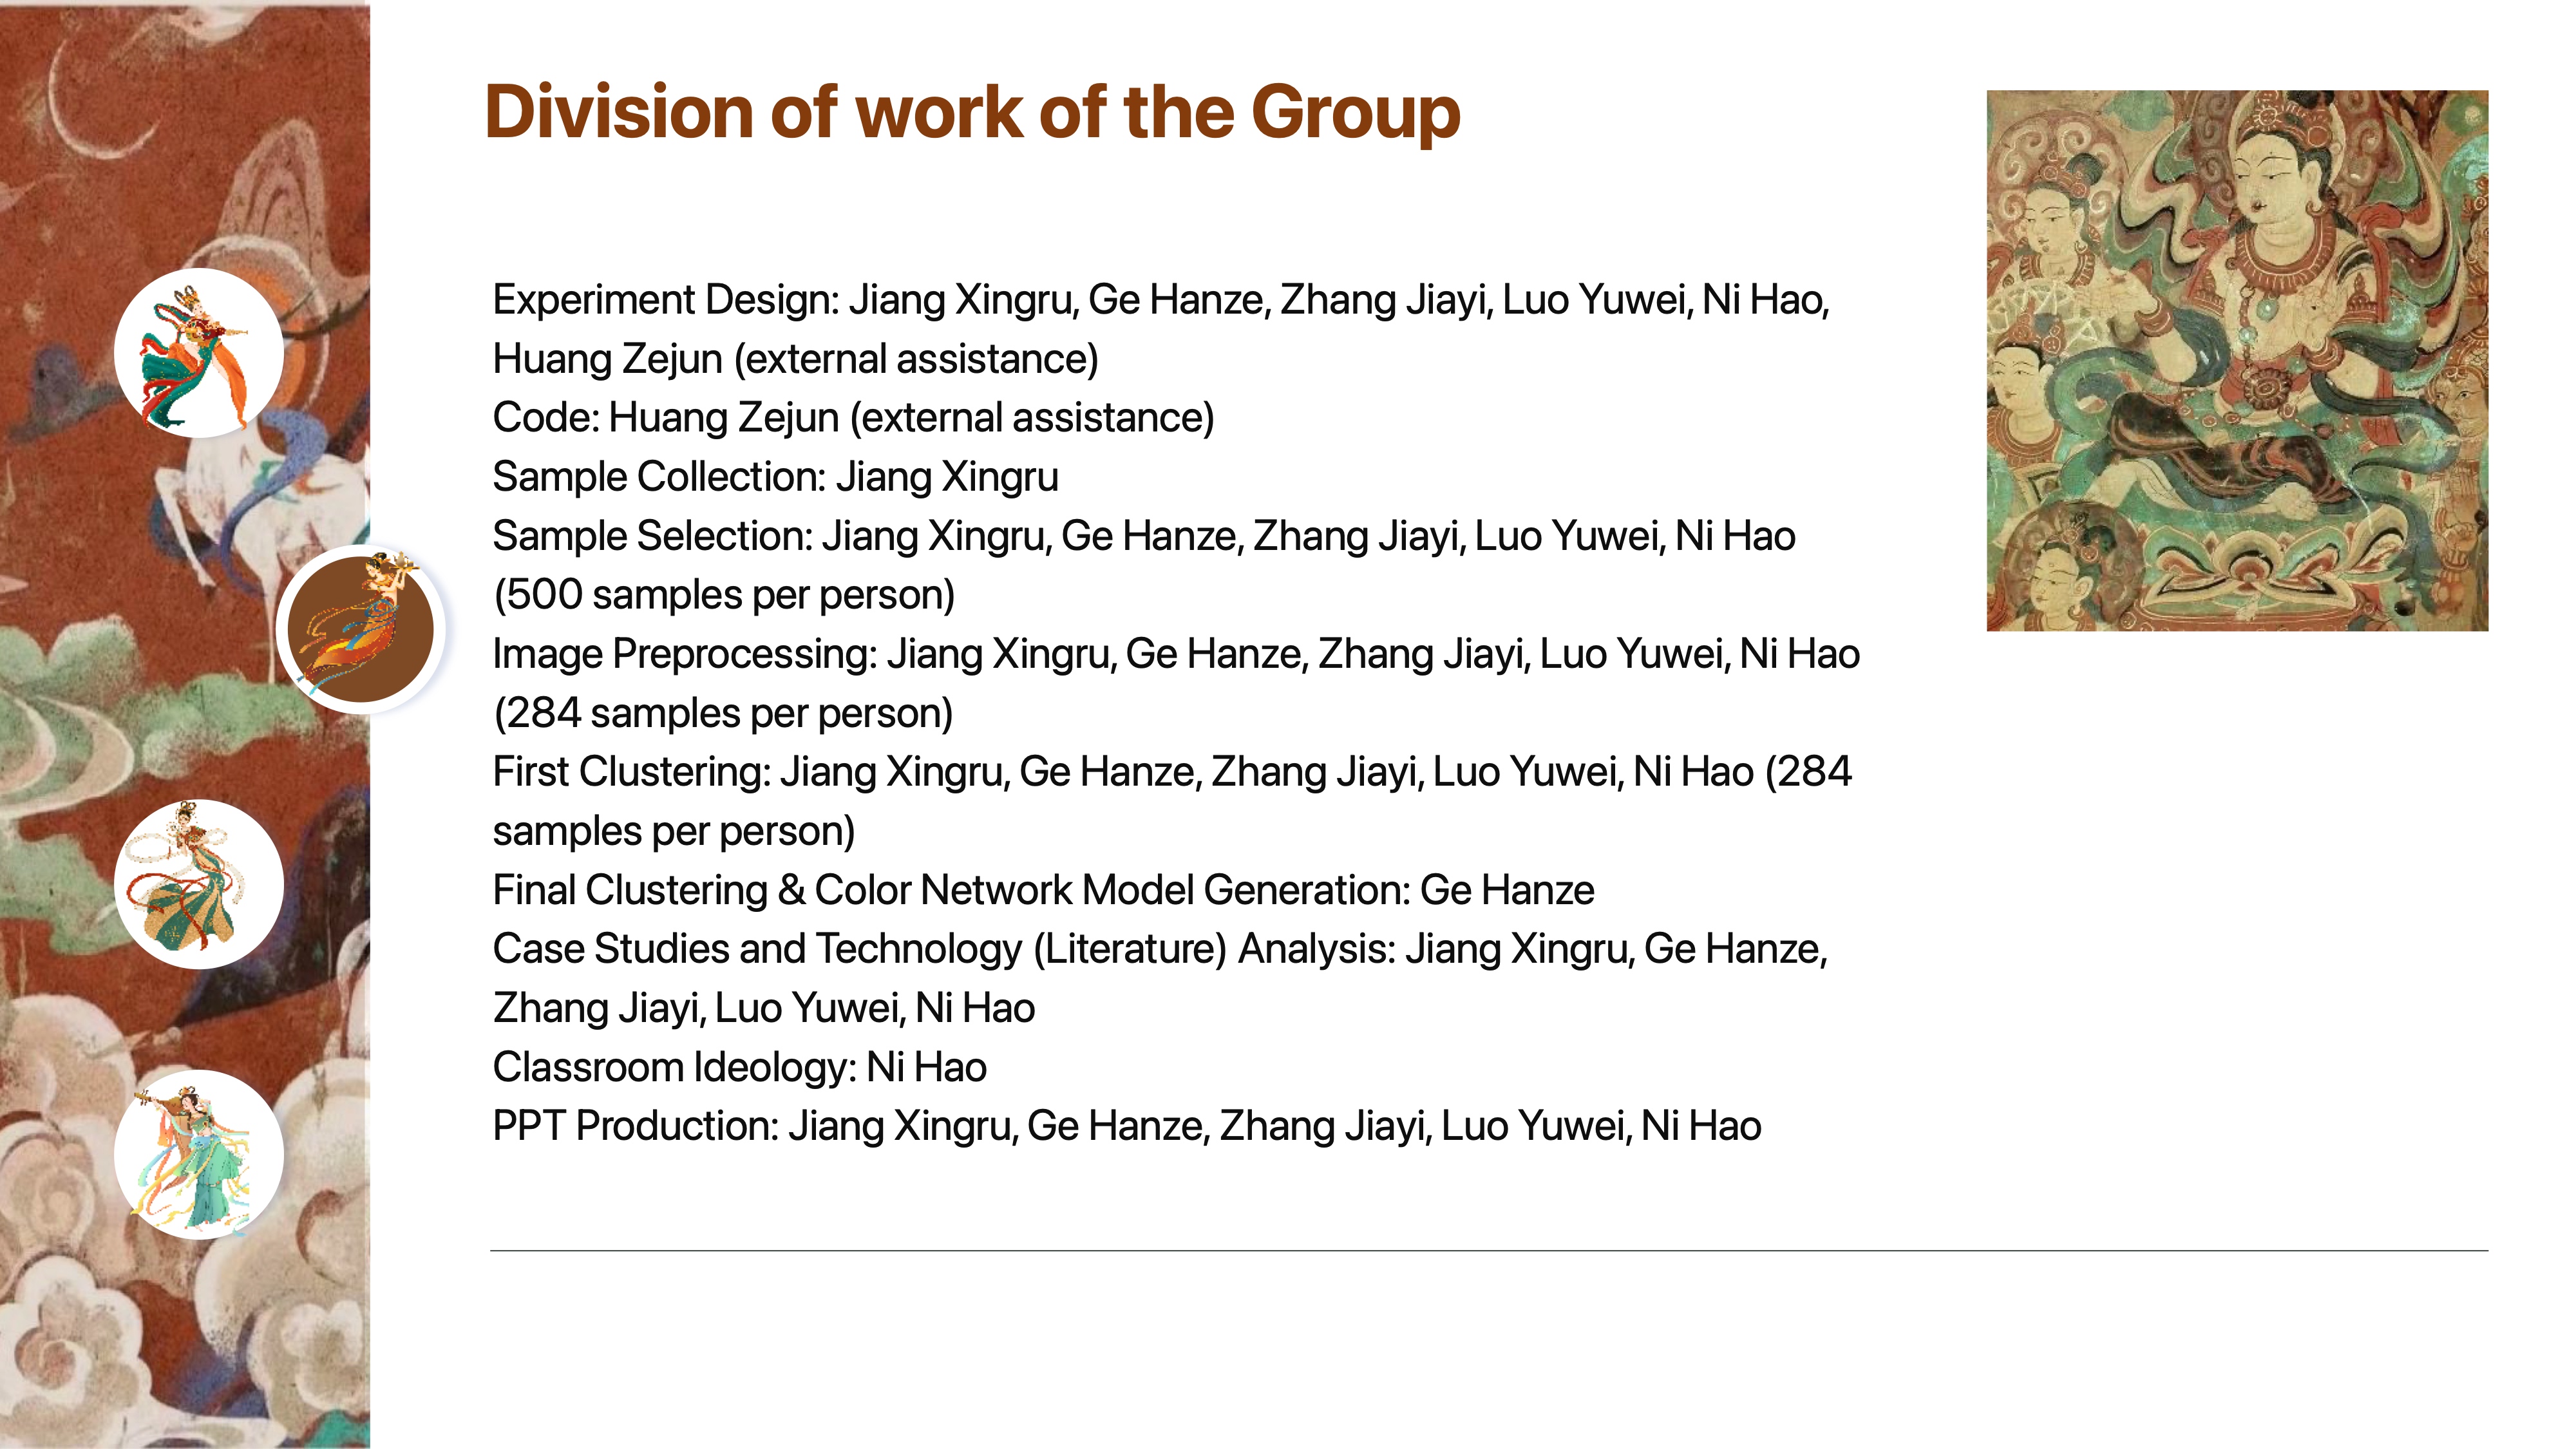 Division of work of the Group
Experiment Design: Jiang Xingru, Ge Hanze, Zhang Jiayi, Luo Yuwei, Ni Hao,
Huang Zejun (external assistance)
Code: Huang Zejun (external assistance)
Sample Collection: Jiang Xingru
Sample Selection: Jiang Xingru, Ge Hanze, Zhang Jiayi, Luo Yuwei, Ni Hao
(500 samples per person)
Image Preprocessing: Jiang Xingru, Ge Hanze, Zhang Jiayi, Luo Yuwei, Ni Hao
(284 samples per person)
First Clustering: Jiang Xingru, Ge Hanze, Zhang Jiayi, Luo Yuwei, Ni Hao (284
samples per person)
Final Clustering & Color Network Model Generation: Ge Hanze
Case Studies and Technology (Literature) Analysis: Jiang Xingru, Ge Hanze,
Zhang Jiayi, Luo Yuwei, Ni Hao
Classroom Ideology: Ni Hao
PPT Production: Jiang Xingru, Ge Hanze, Zhang Jiayi, Luo Yuwei, Ni Hao